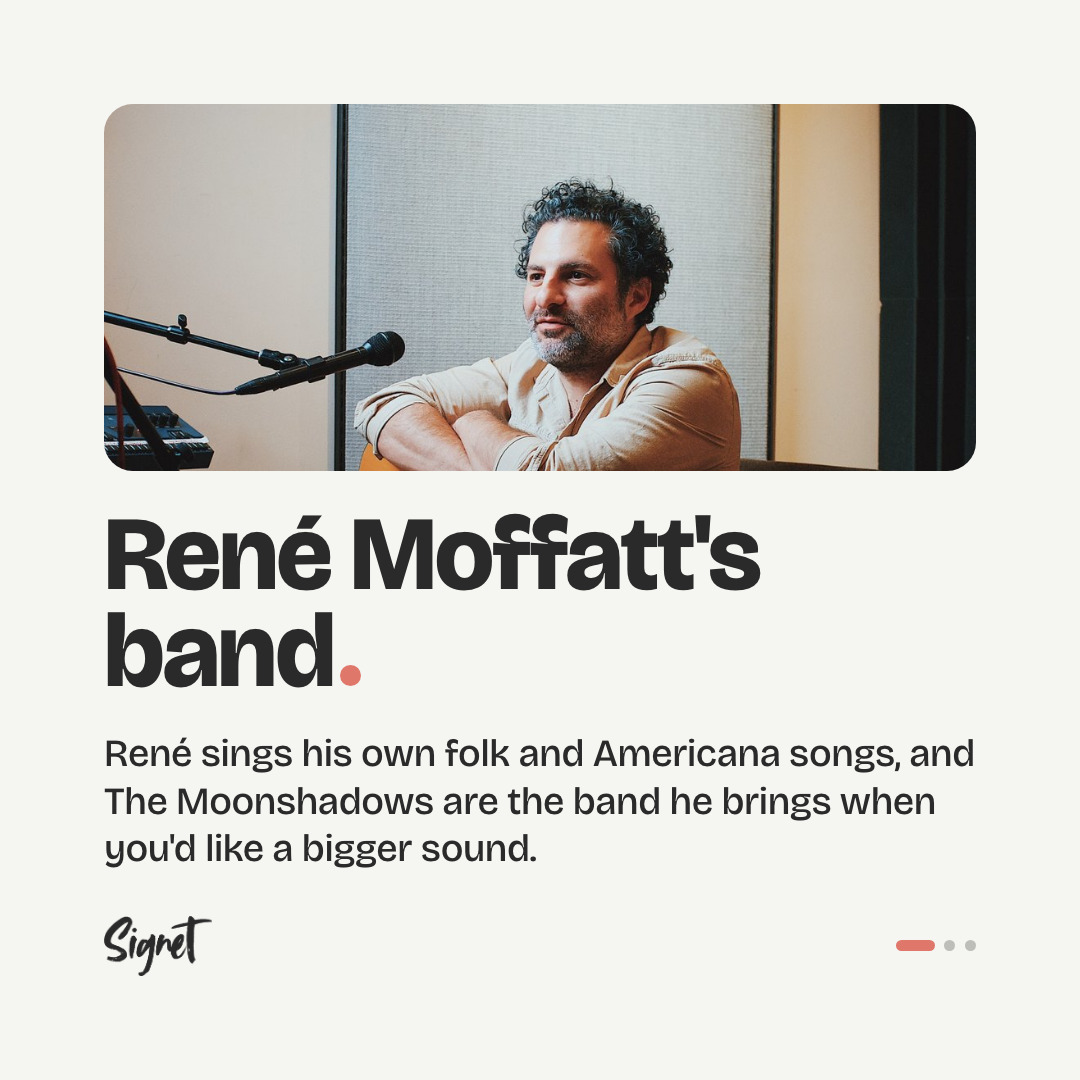 René Moffatt's
band.
René sings his own folk and Americana songs, and
The Moonshadows are the band he brings when
you'd like a bigger sound.
Signet